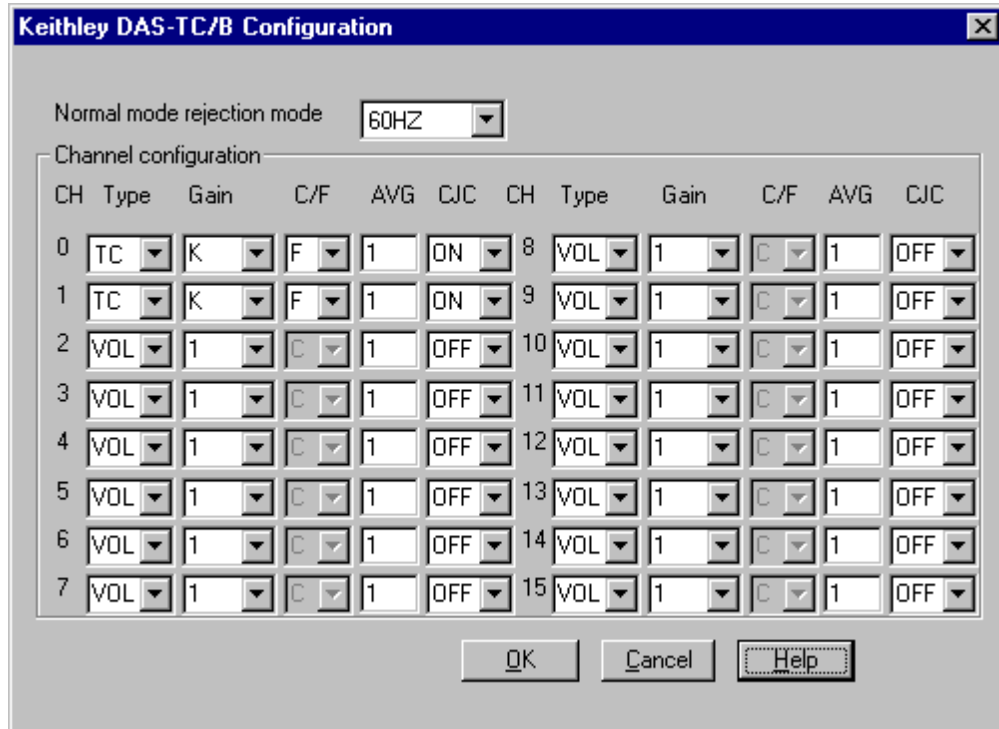 Keithley DAS-TC/B Configuration
Normal mode rejection mode 60HZ
Channel configuration
CH Type Gain C/F AVG CJC CH Type Gain C/F AVG CJC
0 TC K F 1 ON 8 VOL 1 C 1 OFF
1 TC K F 1 ON 9 VOL 1 C 1 OFF
2 VOL 1 C 1 OFF 10 VOL 1 C 1 OFF
3 VOL 1 C 1 OFF 11 VOL 1 C 1 OFF
4 VOL 1 C 1 OFF 12 VOL 1 C 1 OFF
5 VOL 1 C 1 OFF 13 VOL 1 C 1 OFF
6 VOL 1 C 1 OFF 14 VOL 1 C 1 OFF
7 VOL 1 C 1 OFF 15 VOL 1 C 1 OFF
OK Cancel Help